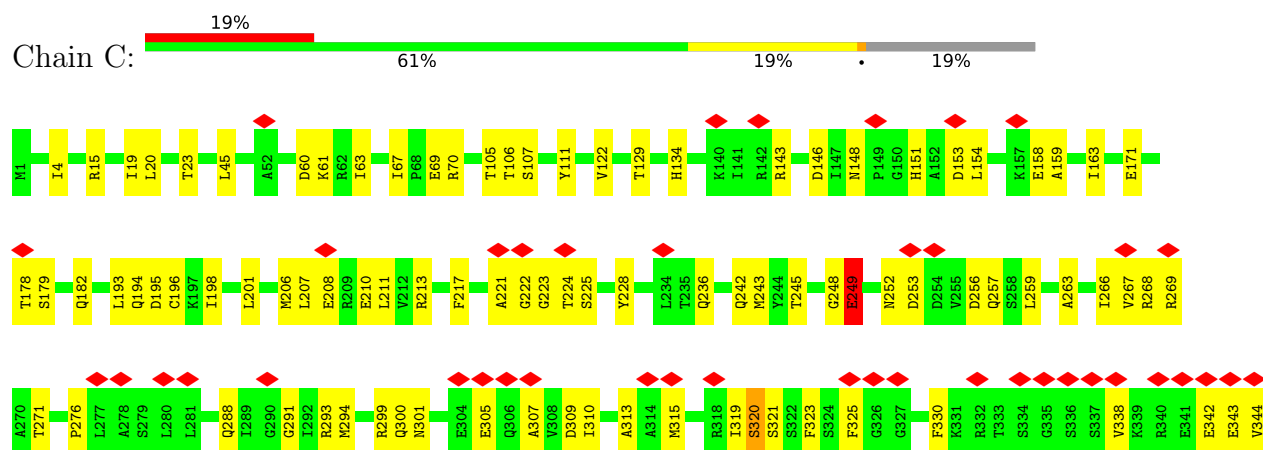 19%
Chain C:
61% 19% • 19%
M1 I4 R15 I19 L20 T23 L45 A52 D60 K61 R62 I63 I67 P68 E69 R70 T105 T106 S107 Y111 V122 T129 H134 K140 I141 R142 R143 D146 I147 N148 P149 G150 H151 A152 D153 L154 K157 E158 A159 I163 E171
T178 S179 Q182 L193 Q194 D195 C196 K197 I198 L201 M206 L207 E208 R209 E210 L211 V212 R213 F217 A221 G222 G223 T224 S225 Y228 L234 T235 Q236 Q242 M243 Y244 T245 G248 E249 N252 D253 D254 V255 D256 Q257 S258 L259 A263 I266 V267 R268 R269
A270 T271 P276 L277 A278 S279 L280 L281 Q288 I289 G290 G291 I292 R293 M294 R299 Q300 N301 E304 E305 Q306 A307 V308 D309 I310 A313 A314 M315 R318 I319 S320 S321 S322 F323 S324 F325 G326 G327 F330 K331 R332 T333 S334 G335 S336 S337 V338 K339 R340 E341 E342 E343 V344